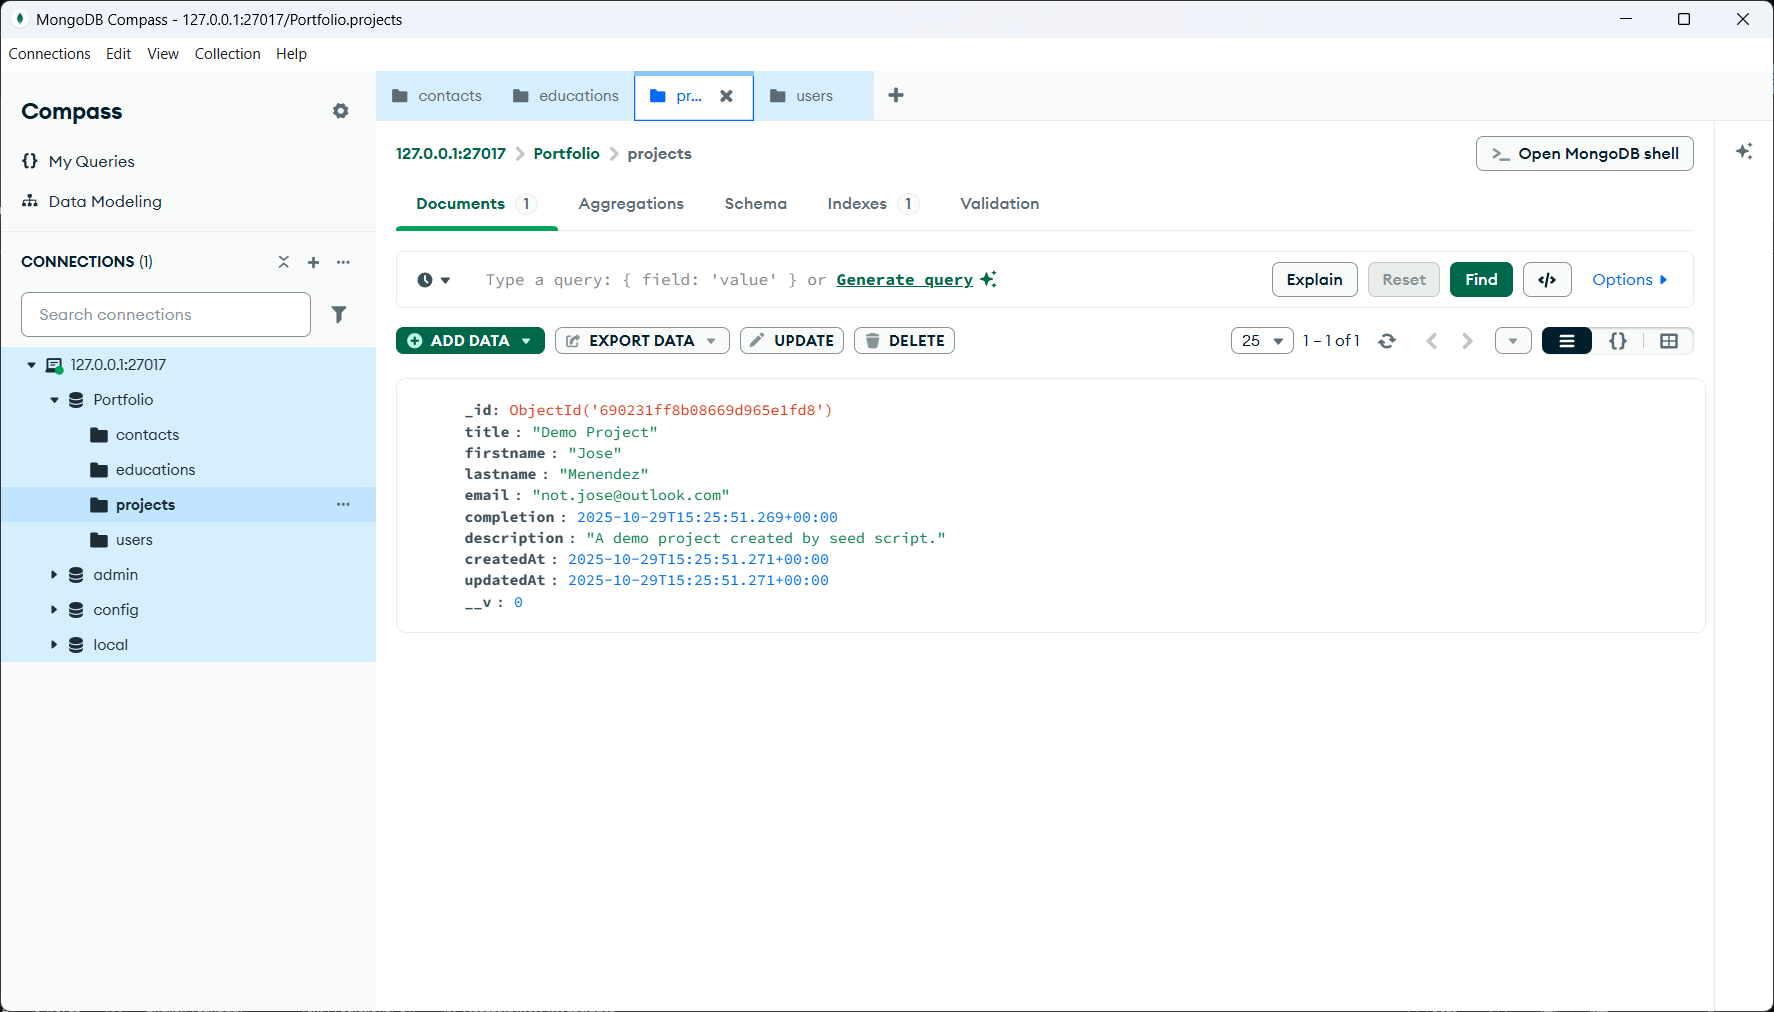 MongoDB Compass - 127.0.0.1:27017/Portfolio.projects
Connections Edit View Collection Help
Compass
My Queries
Data Modeling
CONNECTIONS (1)
Search connections
127.0.0.1:27017
Portfolio
contacts
educations
projects
users
admin
config
local
contacts educations pr... users
127.0.0.1:27017 Portfolio projects
Open MongoDB shell
Documents 1 Aggregations Schema Indexes 1 Validation
Type a query: { field: 'value' } or Generate query
Explain Reset Find </> Options
ADD DATA EXPORT DATA UPDATE DELETE
25 1 – 1 of 1 {}
_id: ObjectId('690231ff8b08669d965e1fd8')
title : "Demo Project"
firstname : "Jose"
lastname : "Menendez"
email : "not.jose@outlook.com"
completion : 2025-10-29T15:25:51.269+00:00
description : "A demo project created by seed script."
createdAt : 2025-10-29T15:25:51.271+00:00
updatedAt : 2025-10-29T15:25:51.271+00:00
__v : 0